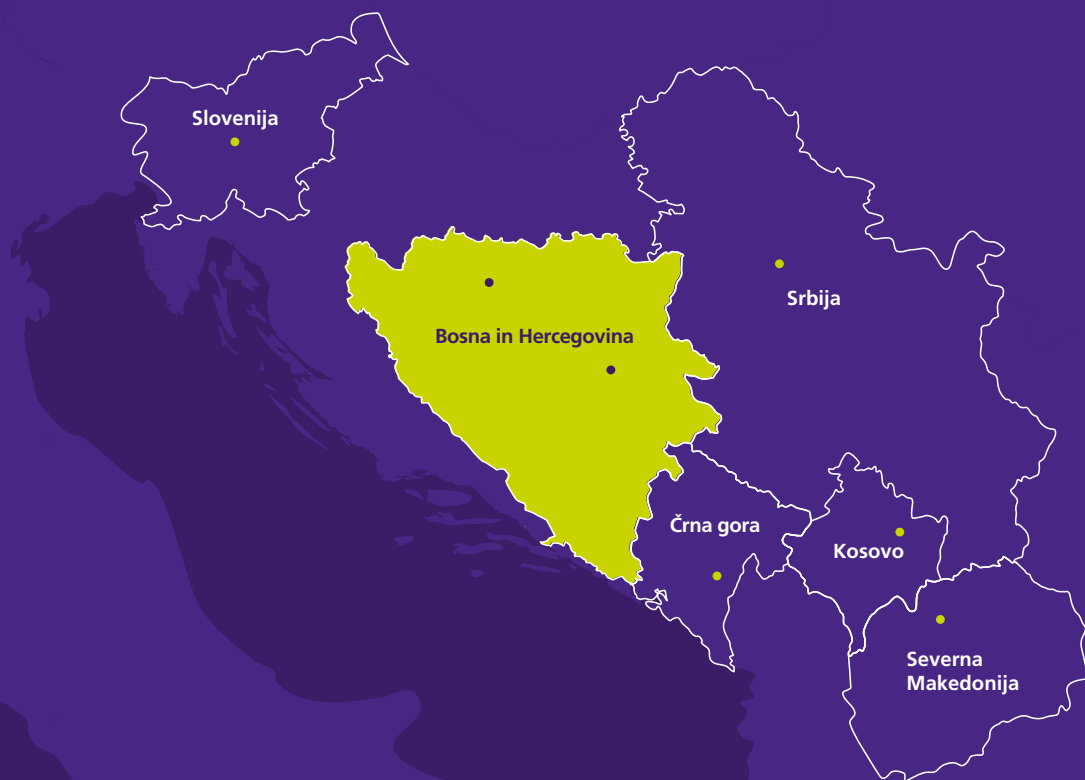 Slovenija
Srbija
Bosna in Hercegovina
Črna gora
Kosovo
Severna
Makedonija